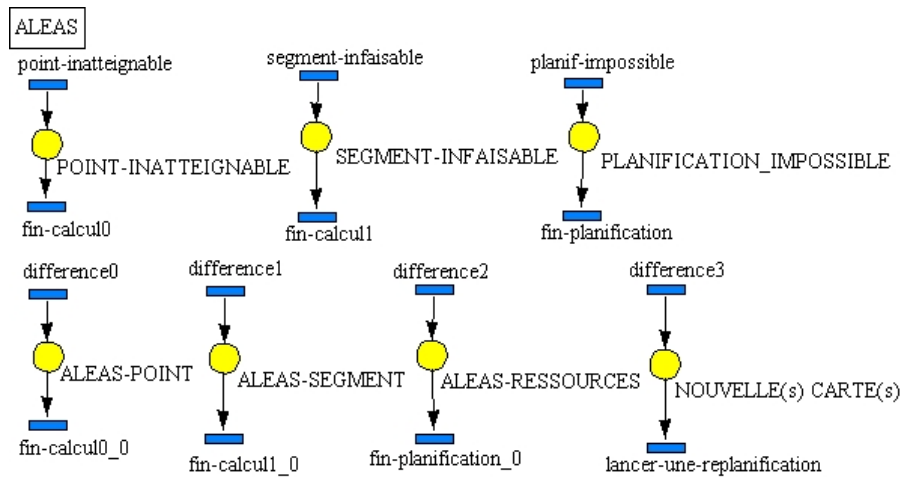 ALEAS
point-inatteignable
segment-infaisable
planif-impossible
POINT-INATTEIGNABLE
SEGMENT-INFAISABLE
PLANIFICATION_IMPOSSIBLE
fin-calcul0
fin-calcul1
fin-planification
difference0
difference1
difference2
difference3
ALEAS-POINT
ALEAS-SEGMENT
ALEAS-RESSOURCES
NOUVELLE(s) CARTE(s)
fin-calcul0_0
fin-calcul1_0
fin-planification_0
lancer-une-replanification